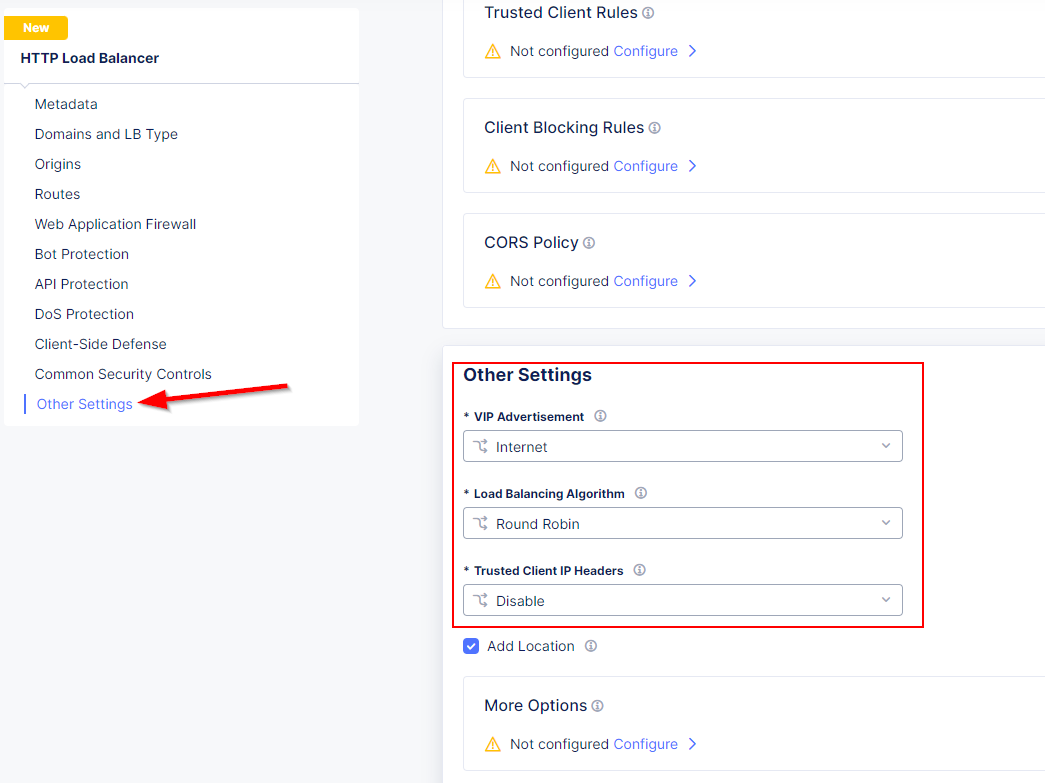 New
HTTP Load Balancer
Metadata
Domains and LB Type
Origins
Routes
Web Application Firewall
Bot Protection
API Protection
DoS Protection
Client-Side Defense
Common Security Controls
Other Settings
Trusted Client Rules
Not configured Configure
Client Blocking Rules
Not configured Configure
CORS Policy
Not configured Configure
Other Settings
* VIP Advertisement
Internet
* Load Balancing Algorithm
Round Robin
* Trusted Client IP Headers
Disable
Add Location
More Options
Not configured Configure